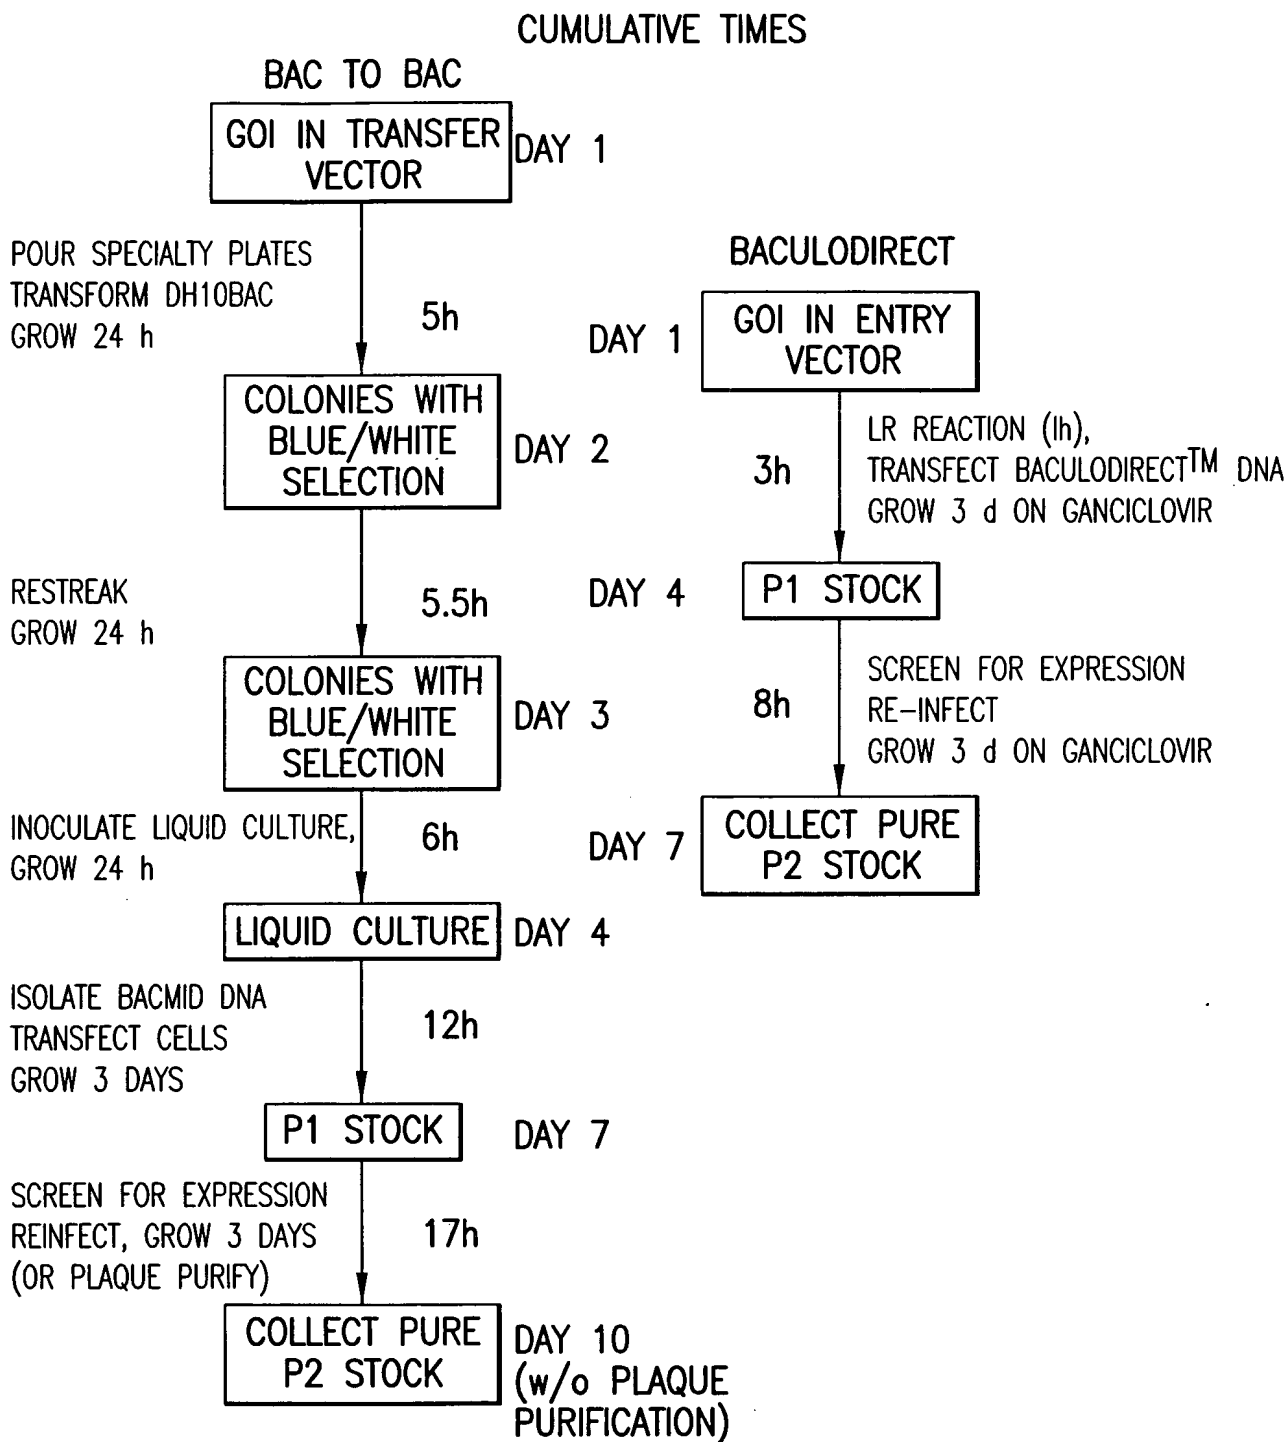 CUMULATIVE TIMES
BAC TO BAC
GOI IN TRANSFER
VECTOR
DAY 1
POUR SPECIALTY PLATES
TRANSFORM DH10BAC
GROW 24 h
5h
COLONIES WITH
BLUE/WHITE
SELECTION
DAY 2
RESTREAK
GROW 24 h
5.5h
COLONIES WITH
BLUE/WHITE
SELECTION
DAY 3
INOCULATE LIQUID CULTURE,
GROW 24 h
6h
LIQUID CULTURE
DAY 4
ISOLATE BACMID DNA
TRANSFECT CELLS
GROW 3 DAYS
12h
P1 STOCK
DAY 7
SCREEN FOR EXPRESSION
REINFECT, GROW 3 DAYS
(OR PLAQUE PURIFY)
17h
COLLECT PURE
P2 STOCK
DAY 10
(w/o PLAQUE
PURIFICATION)
BACULODIRECT
DAY 1
GOI IN ENTRY
VECTOR
3h
LR REACTION (lh),
TRANSFECT BACULODIRECT™ DNA
GROW 3 d ON GANCICLOVIR
DAY 4
P1 STOCK
8h
SCREEN FOR EXPRESSION
RE-INFECT
GROW 3 d ON GANCICLOVIR
DAY 7
COLLECT PURE
P2 STOCK